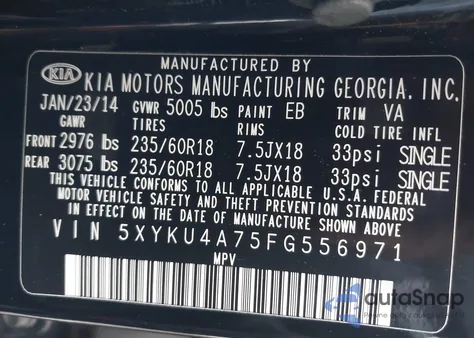 MANUFACTURED BY
KIA KIA MOTORS MANUFACTURING GEORGIA, INC.
JAN/23/14 GVWR 5005 lbs PAINT EB TRIM VA
GAWR TIRES RIMS COLD TIRE INFL
FRONT 2976 lbs 235/60R18 7.5JX18 33psi SINGLE
REAR 3075 lbs 235/60R18 7.5JX18 33psi SINGLE
THIS VEHICLE CONFORMS TO ALL APPLICABLE U.S.A. FEDERAL
MOTOR VEHICLE SAFETY AND THEFT PREVENTION STANDARDS
IN EFFECT ON THE DATE OF MANUFACTURE SHOWN ABOVE.
VIN 5XYKU4A75FG556971
MPV
autoSnap